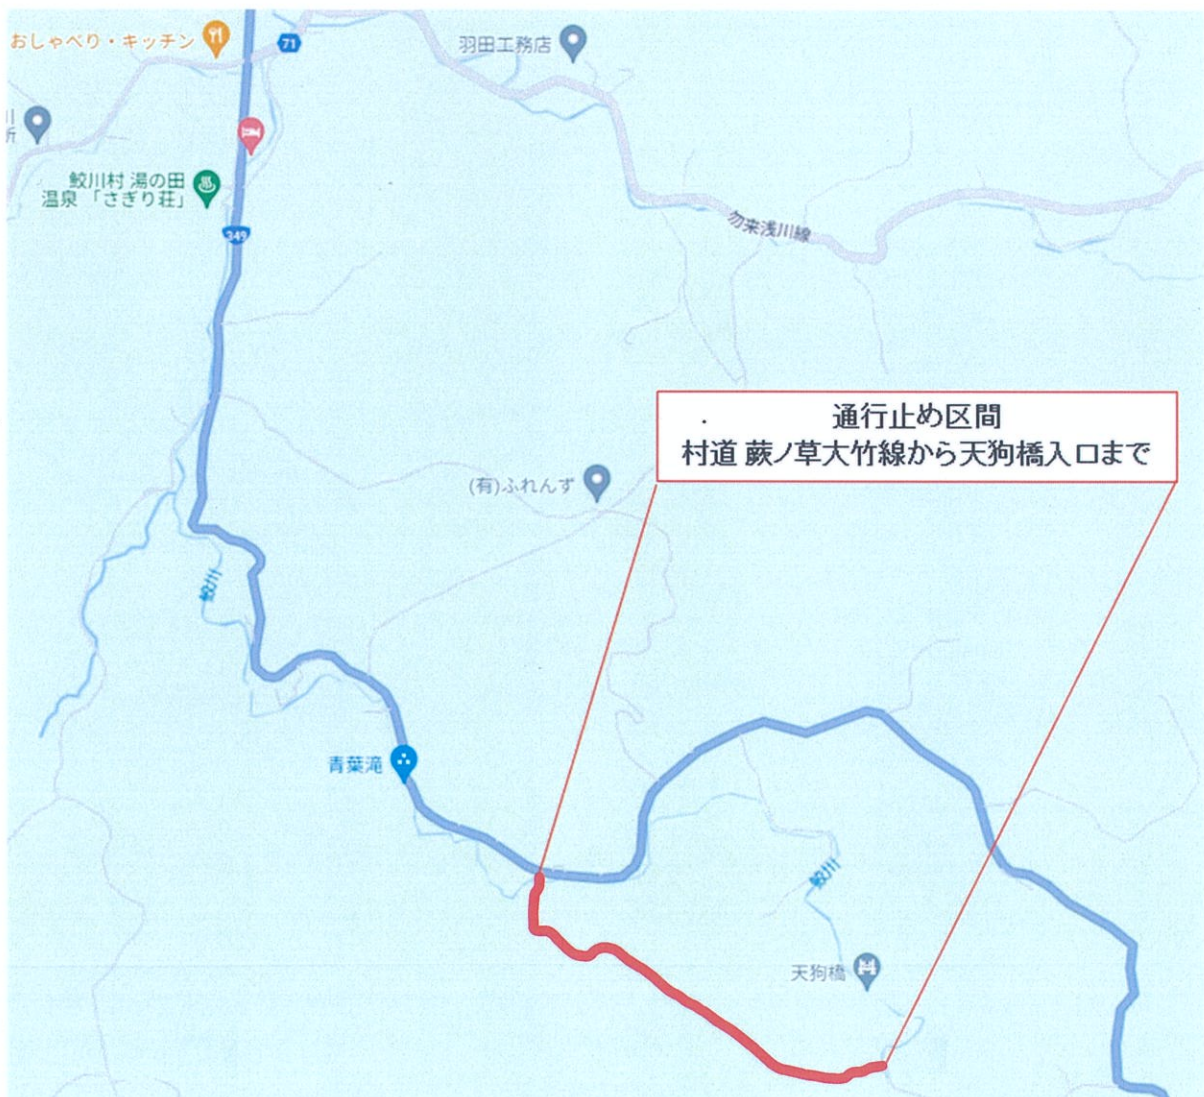 おしゃべり・キッチン
71
羽田工務店
川
所
鮫川村 湯の田
温泉「さぎり荘」
349
勿来浅川線
通行止め区間
村道 蕨ノ草大竹線から天狗橋入口まで
(有)ふれんず
鮫川
青葉滝
鮫川
天狗橋